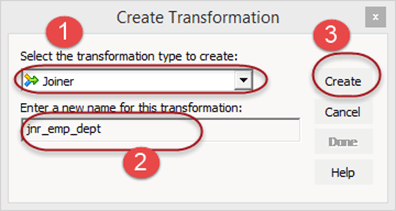 Create Transformation
x
1
Select the transformation type to create:
Joiner
3
Create
Enter a new name for this transformation:
jnr_emp_dept
2
Cancel
Done
Help